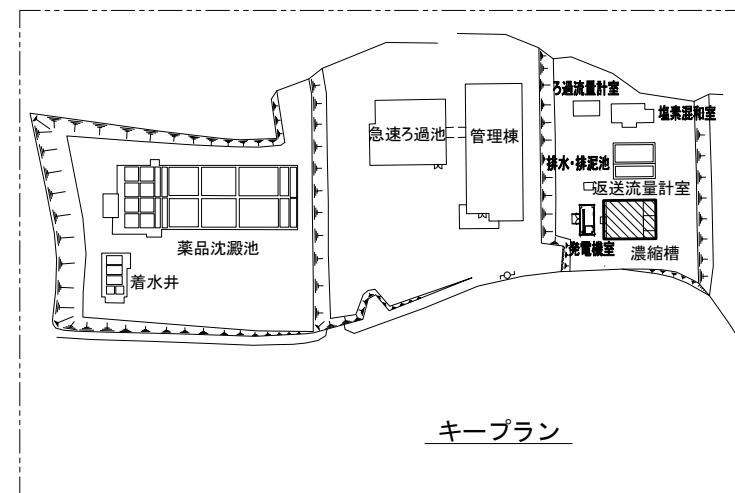 ろ過流量計室
塩素混和室
急速ろ過池
管理棟
排水・排泥池
返送流量計室
薬品沈澱池
発電機室
濃縮槽
着水井
キープラン